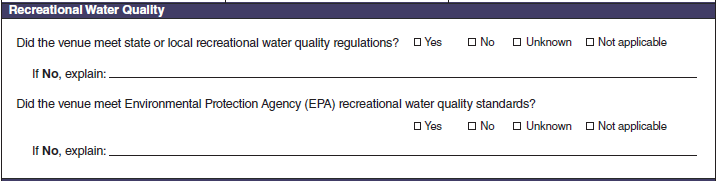 Recreational Water Quality
Did the venue meet state or local recreational water quality regulations? □ Yes □ No □ Unknown □ Not applicable
If No, explain:
Did the venue meet Environmental Protection Agency (EPA) recreational water quality standards?
□ Yes □ No □ Unknown □ Not applicable
If No, explain: